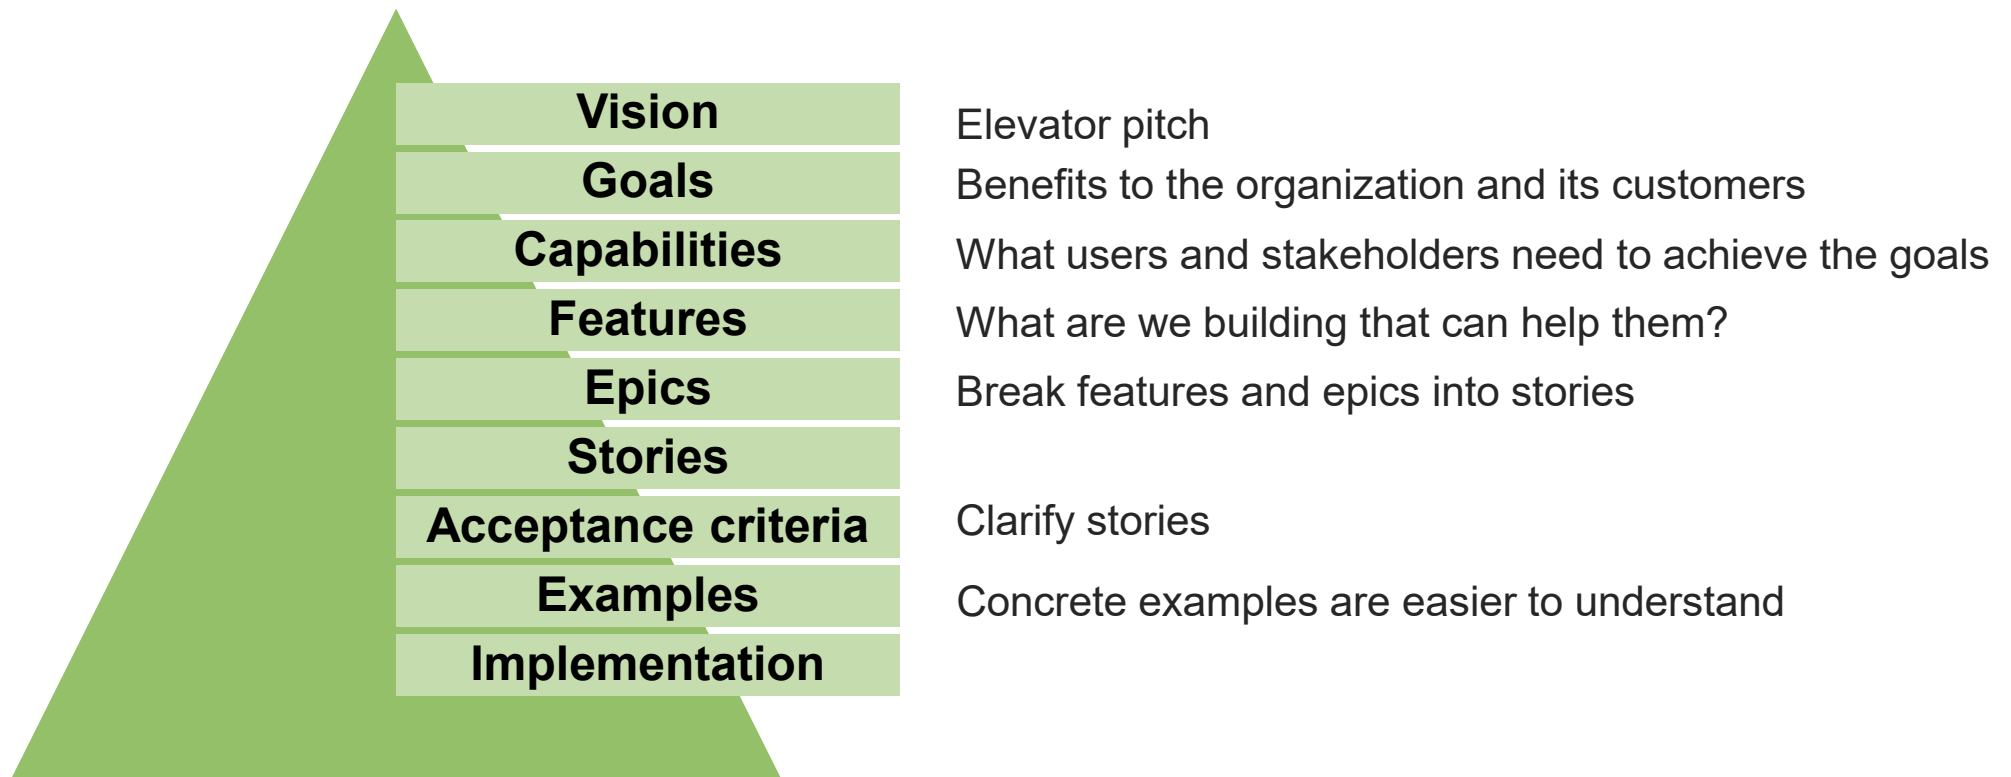 Vision
Elevator pitch
Goals
Benefits to the organization and its customers
Capabilities
What users and stakeholders need to achieve the goals
Features
What are we building that can help them?
Epics
Break features and epics into stories
Stories
Acceptance criteria
Clarify stories
Examples
Concrete examples are easier to understand
Implementation